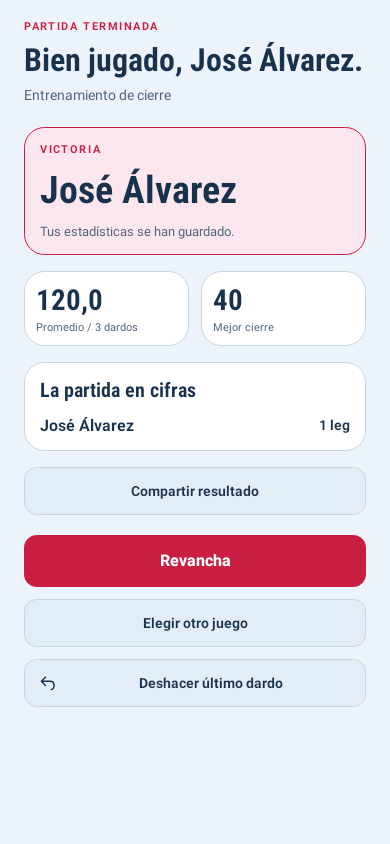 PARTIDA TERMINADA
Bien jugado, José Álvarez.
Entrenamiento de cierre
VICTORIA
José Álvarez
Tus estadísticas se han guardado.
120,0
Promedio / 3 dardos
40
Mejor cierre
La partida en cifras
José Álvarez 1 leg
Compartir resultado
Revancha
Elegir otro juego
Deshacer último dardo